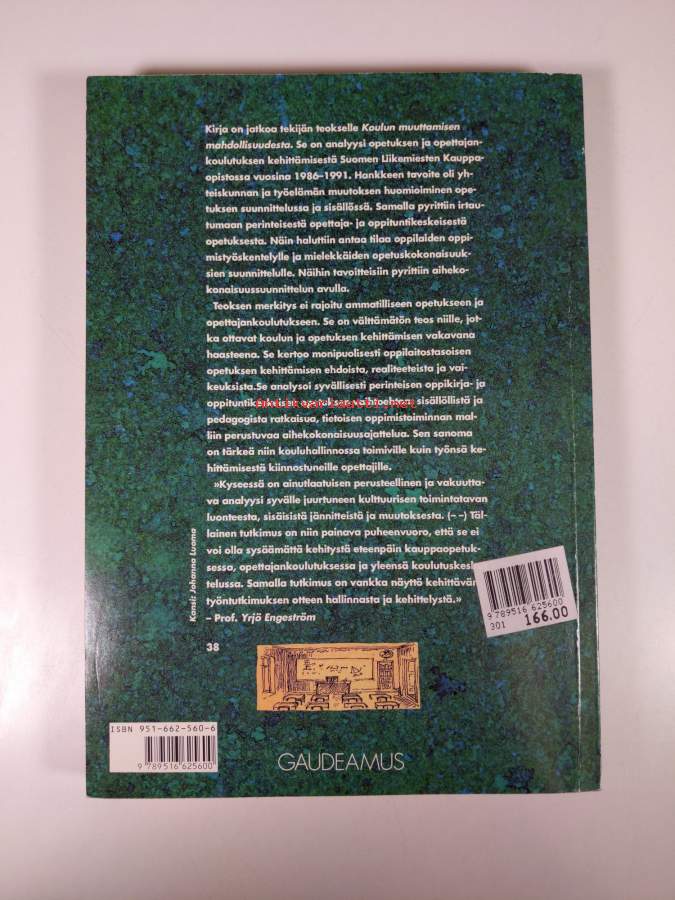 Kirja on jatkoa tekijän teokselle Koulun muuttamisen
mahdollisuudesta. Se on analyysi opetuksen ja opettajan-
koulutuksen kehittämisestä Suomen Liikemiesten Kauppa-
opistossa vuosina 1986–1991. Hankkeen tavoite oli yh-
teiskunnan ja työelämän muutoksen huomioiminen ope-
tuksen suunnittelussa ja sisällössä. Samalla pyrittiin irtau-
tumaan perinteisestä opettaja- ja oppituntikeskeisestä
opetuksesta. Näin haluttiin antaa tilaa oppilaiden oppi-
mistyöskentelylle ja mielekkäiden opetuskokonaisuuk-
sien suunnittelulle. Näihin tavoitteisiin pyrittiin aiheko-
konaisuussuunnittelun avulla.
Teoksen merkitys ei rajoitu ammatilliseen opetukseen ja
opettajankoulutukseen. Se on välttämätön teos niille, jot-
ka ottavat koulun ja opetuksen kehittämisen vakavana
haasteena. Se kertoo monipuolisesti oppilaitostasoisen
opetuksen kehittämisen ehdoista, realiteeteista ja vai-
keuksista.Se analysoi syvällisesti perinteisen oppikirja- ja
Antikvaarilaatti.net
sisällöllistä ja
pedagogista ratkaisua, tietoisen oppimistoiminnan mal-
liin perustuvaa aihekokonaisuusajattelua. Sen sanoma
on tärkeä niin kouluhallinnossa toimiville kuin työnsä ke-
hittämisestä kiinnostuneille opettajille.
»Kyseessä on ainutlaatuisen perusteellinen ja vakuutta-
va analyysi syvälle juurtuneen kulttuurisen toimintatavan
luonteesta, sisäisistä jännitteistä ja muutoksesta. (– –) Täl-
lainen tutkimus on niin painava puheenvuoro, että se ei
voi olla sysäämättä kehitystä eteenpäin kauppaopetuk-
sessa, opettajankoulutuksessa ja yleensä koulutuskes-
telussa. Samalla tutkimus on vankka näyttö kehittävän
työntutkimuksen otteen hallinnasta ja kehittelystä.»
– Prof. Yrjö Engeström
Kansi: Johanna Luoma
38
9 789516 625600
301 166.00
ISBN 951-662-560-6
9 789516 625600
GAUDEAMUS